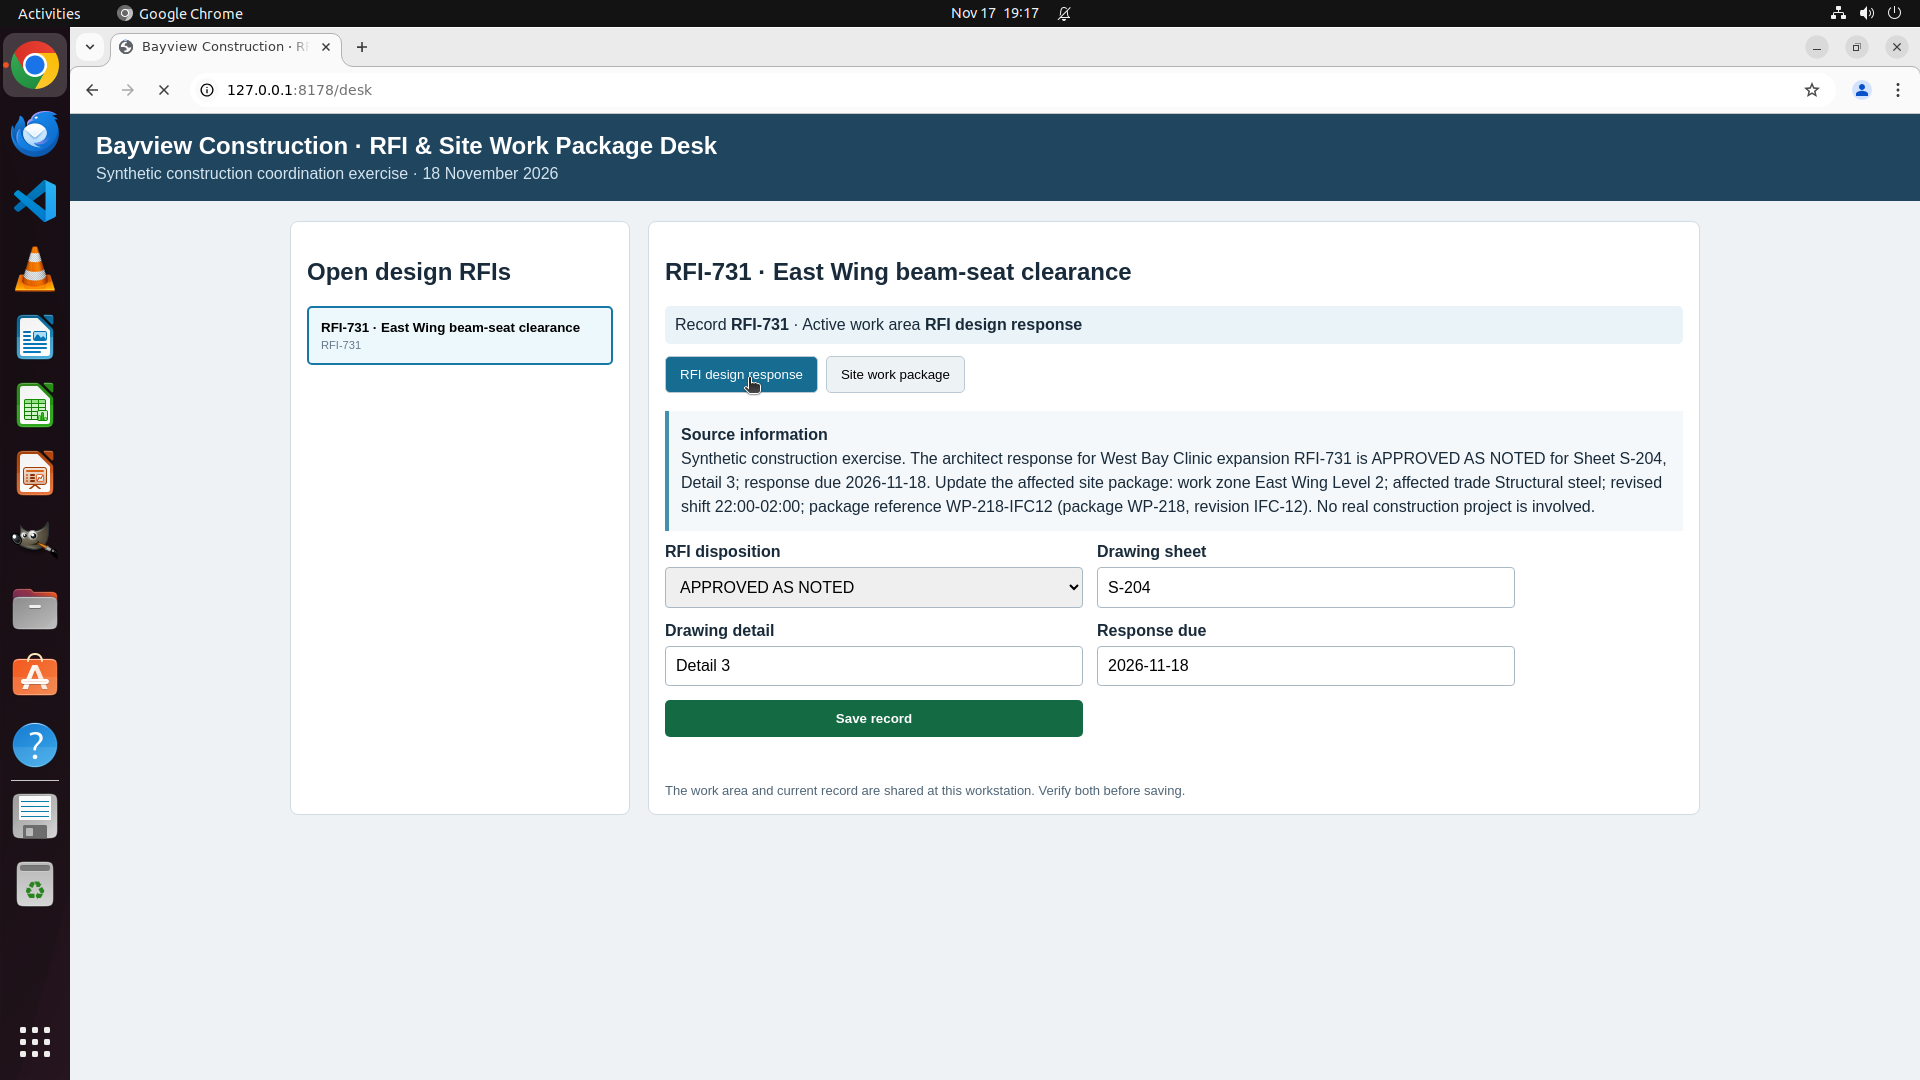 Activities
Google Chrome
Nov 17 19:17
Bayview Construction · R
127.0.0.1:8178/desk
Bayview Construction · RFI & Site Work Package Desk
Synthetic construction coordination exercise · 18 November 2026
Open design RFIs
RFI-731 · East Wing beam-seat clearance
RFI-731
RFI-731 · East Wing beam-seat clearance
Record RFI-731 · Active work area RFI design response
RFI design response
Site work package
Source information
Synthetic construction exercise. The architect response for West Bay Clinic expansion RFI-731 is APPROVED AS NOTED for Sheet S-204,
Detail 3; response due 2026-11-18. Update the affected site package: work zone East Wing Level 2; affected trade Structural steel; revised
shift 22:00-02:00; package reference WP-218-IFC12 (package WP-218, revision IFC-12). No real construction project is involved.
RFI disposition
Drawing sheet
APPROVED AS NOTED
S-204
Drawing detail
Response due
Detail 3
2026-11-18
Save record
The work area and current record are shared at this workstation. Verify both before saving.